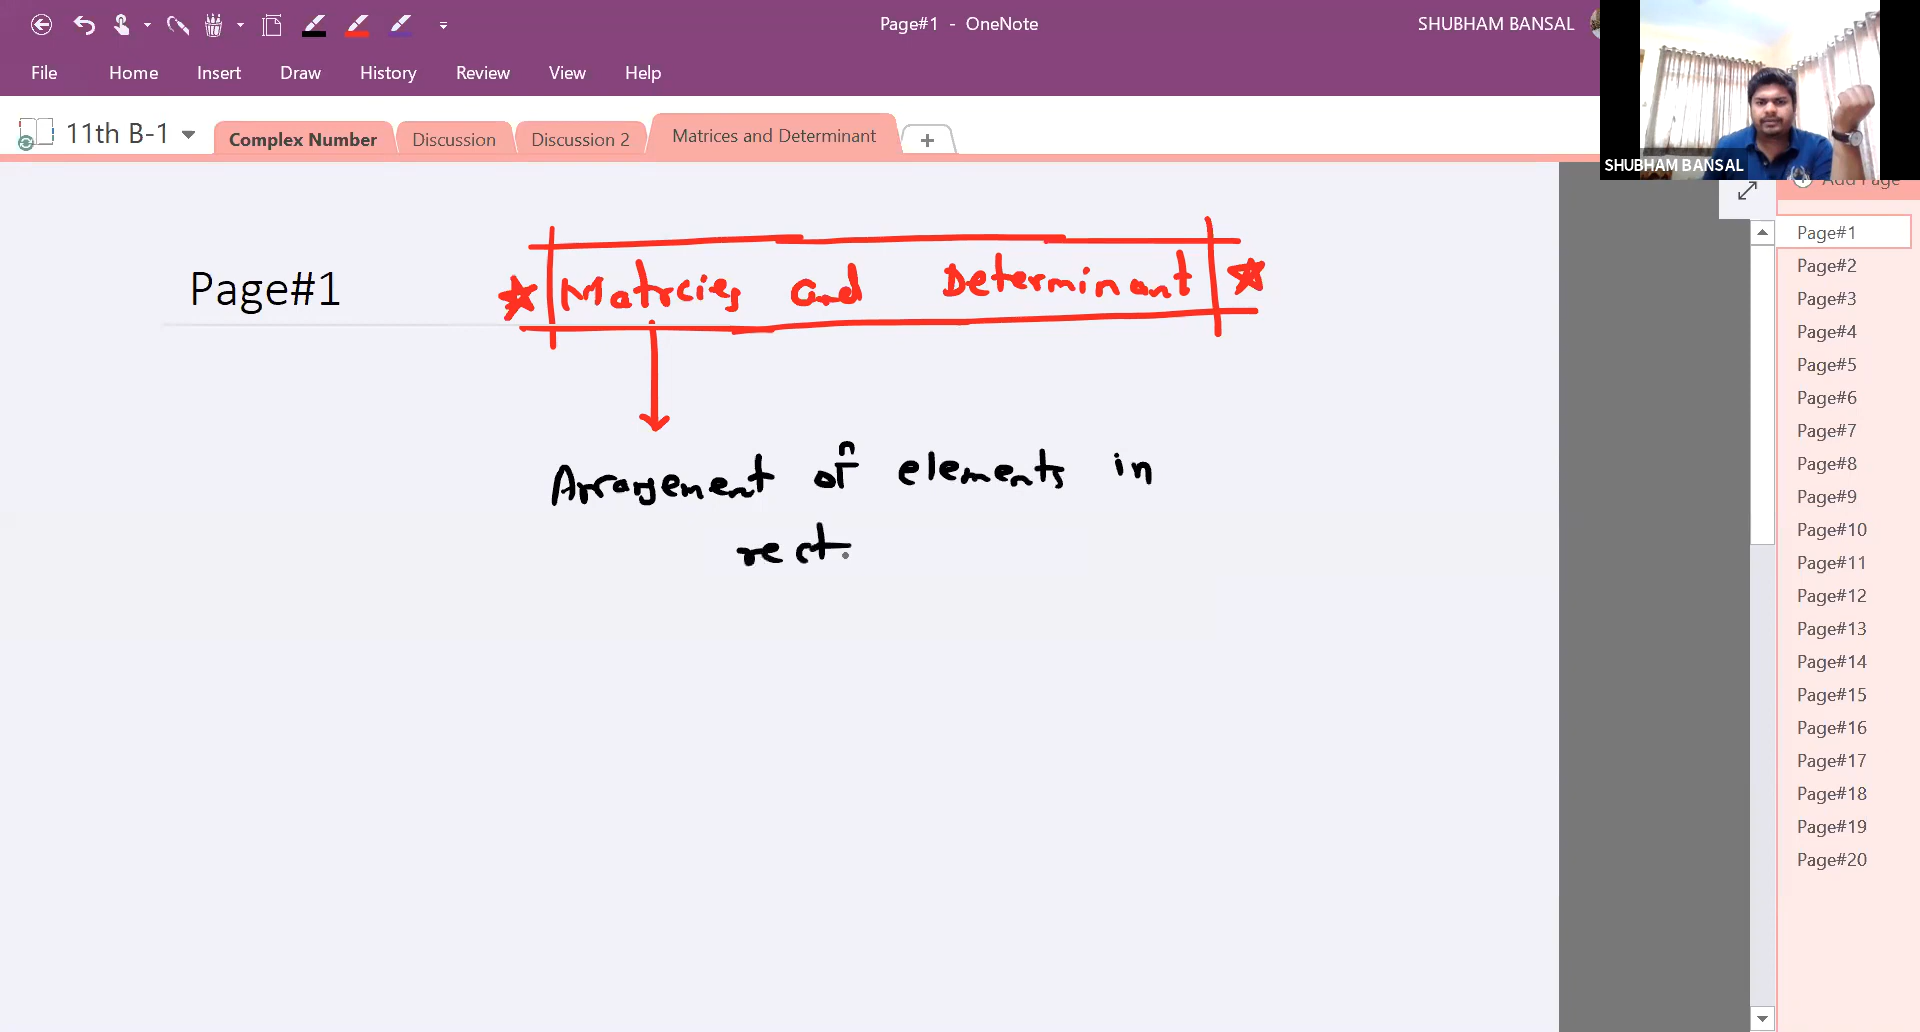 Page#1 - OneNote
SHUBHAM BANSAL
File Home Insert Draw History Review View Help
SHUBHAM BANSAL
11th B-1
Complex Number
Discussion
Discussion 2
Matrices and Determinant
Add Page
Page#1
Matrcies and Determinant
Arrangement of elements in
rect
Page#1
Page#2
Page#3
Page#4
Page#5
Page#6
Page#7
Page#8
Page#9
Page#10
Page#11
Page#12
Page#13
Page#14
Page#15
Page#16
Page#17
Page#18
Page#19
Page#20